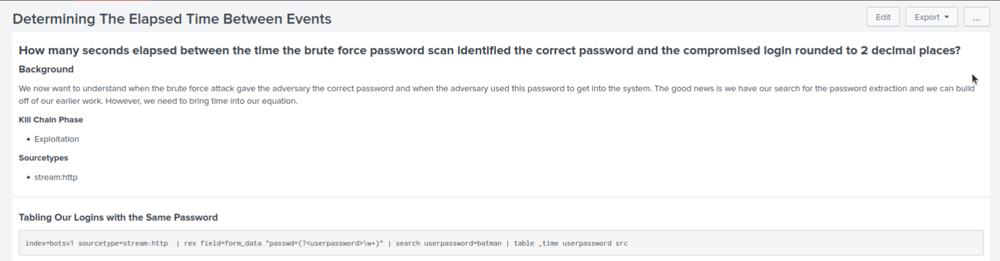 Determining The Elapsed Time Between Events
Edit
Export
...
How many seconds elapsed between the time the brute force password scan identified the correct password and the compromised login rounded to 2 decimal places?
Background
We now want to understand when the brute force attack gave the adversary the correct password and when the adversary used this password to get into the system. The good news is we have our search for the password extraction and we can build
off of our earlier work. However, we need to bring time into our equation.
Kill Chain Phase
• Exploitation
Sourcetypes
• stream:http
Tabling Our Logins with the Same Password
index=botsv1 sourcetype=stream:http  | rex field=form_data "passwd=(?<userpassword>\w+)" | search userpassword=batman | table _time userpassword src